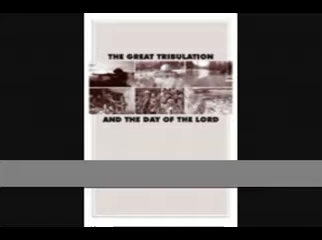 THE GREAT TRIBULATION
AND THE DAY OF THE LORD